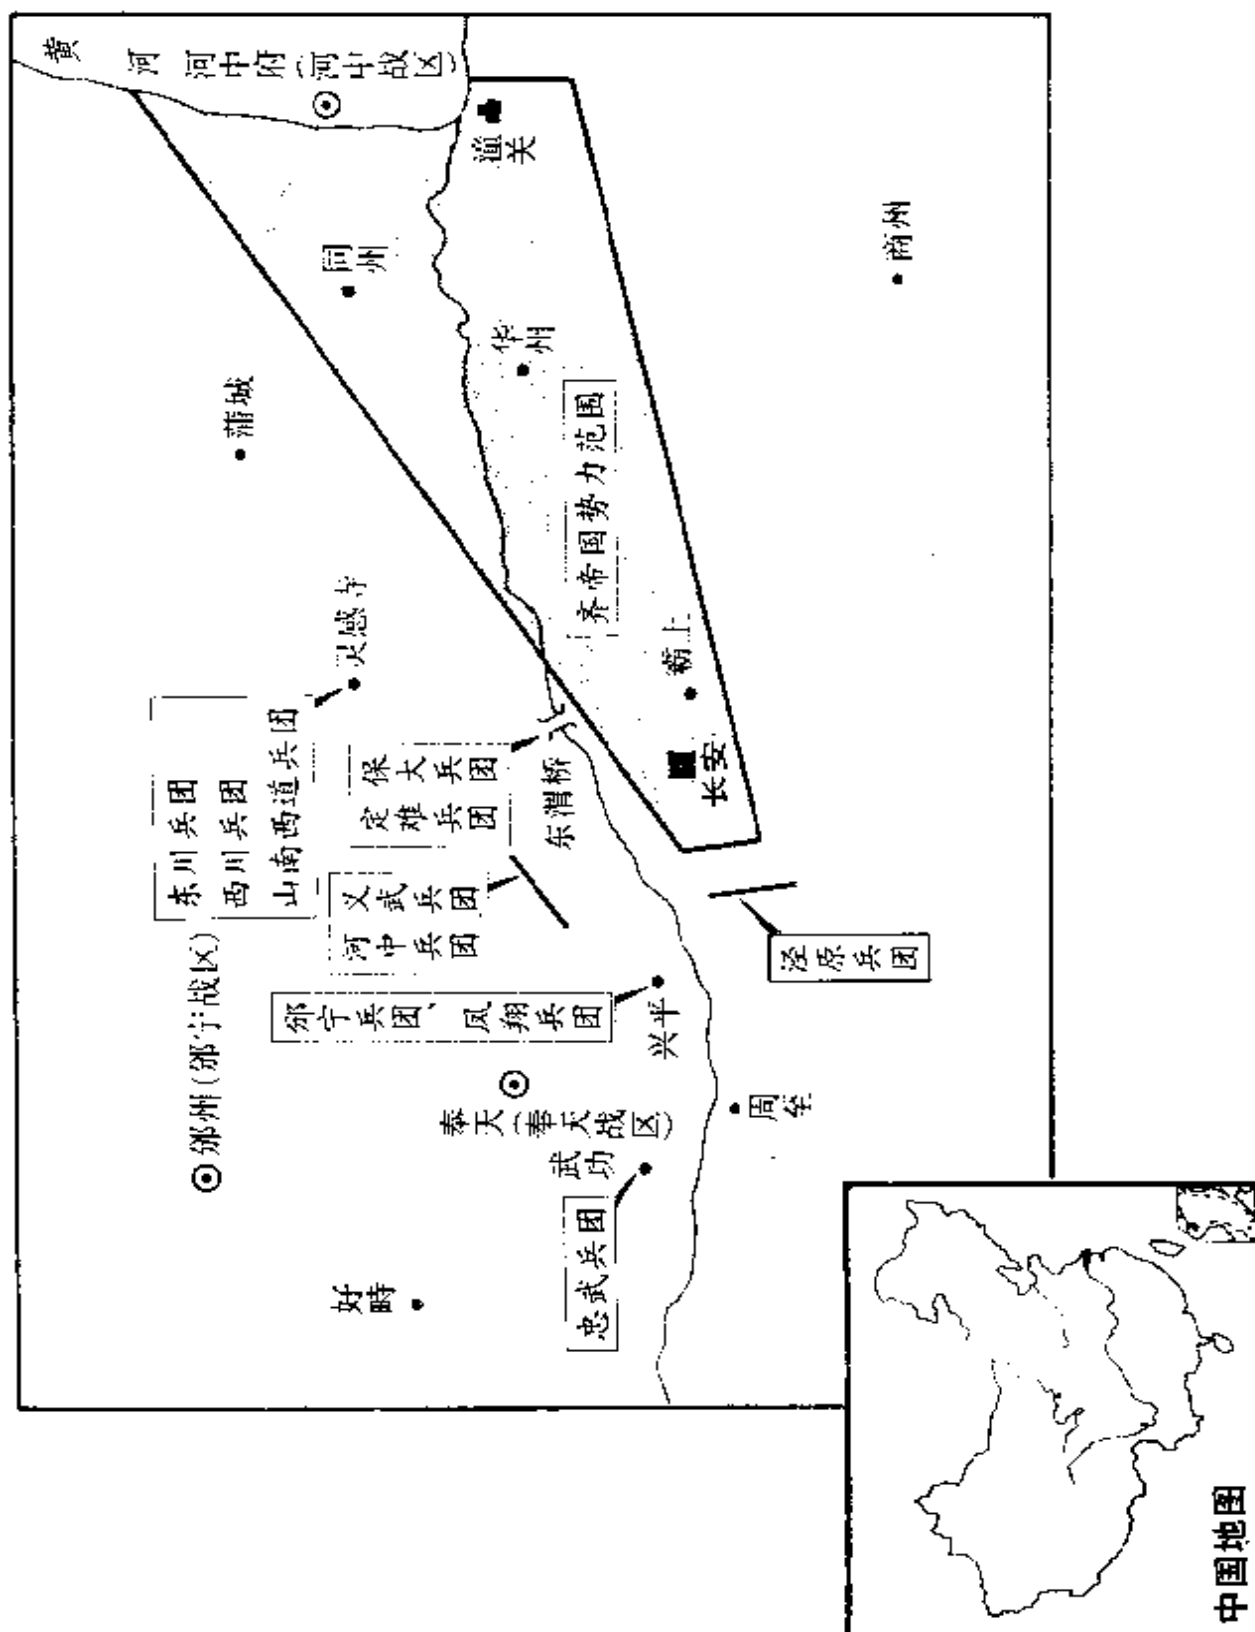 黄
河
河中府(河中战区)
潼关
同州
华州
商州
蒲城
齐帝国势力范围
灵感寺
霸上
长安
东川兵团
西川兵团
山南西道兵团
保大兵团
定难兵团
东渭桥
义武兵团
河中兵团
泾原兵团
邠州(邠宁战区)
邠宁兵团、凤翔兵团
兴平
奉天(奉天战区)
周至
武功
忠武兵团
好畤
中国地图